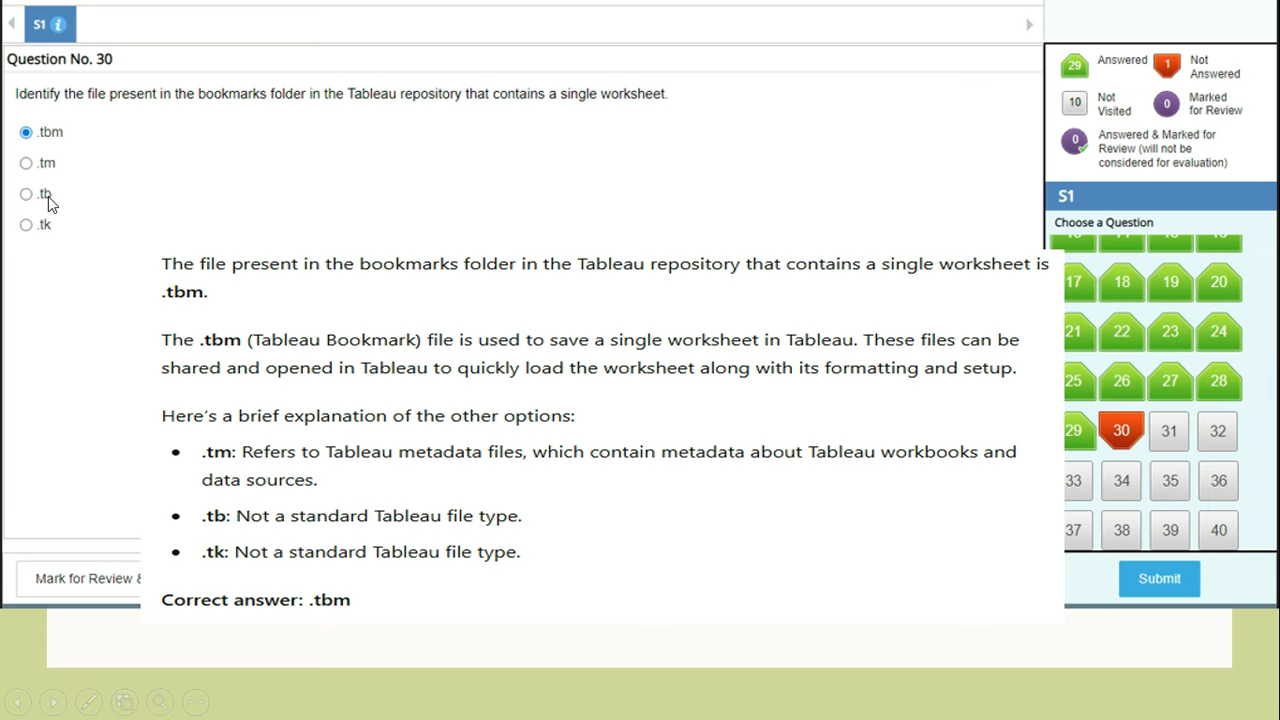 S1 i
Question No. 30
Identify the file present in the bookmarks folder in the Tableau repository that contains a single worksheet.
.tbm
.tm
.tb
.tk
The file present in the bookmarks folder in the Tableau repository that contains a single worksheet is
.tbm.
The .tbm (Tableau Bookmark) file is used to save a single worksheet in Tableau. These files can be
shared and opened in Tableau to quickly load the worksheet along with its formatting and setup.
Here's a brief explanation of the other options:
• .tm: Refers to Tableau metadata files, which contain metadata about Tableau workbooks and
data sources.
• .tb: Not a standard Tableau file type.
• .tk: Not a standard Tableau file type.
Correct answer: .tbm
Mark for Review &
29 Answered
1 Not
Answered
10 Not
Visited
0 Marked
for Review
0 Answered & Marked for
Review (will not be
considered for evaluation)
S1
Choose a Question
17 18 19 20
21 22 23 24
25 26 27 28
29 30 31 32
33 34 35 36
37 38 39 40
Submit